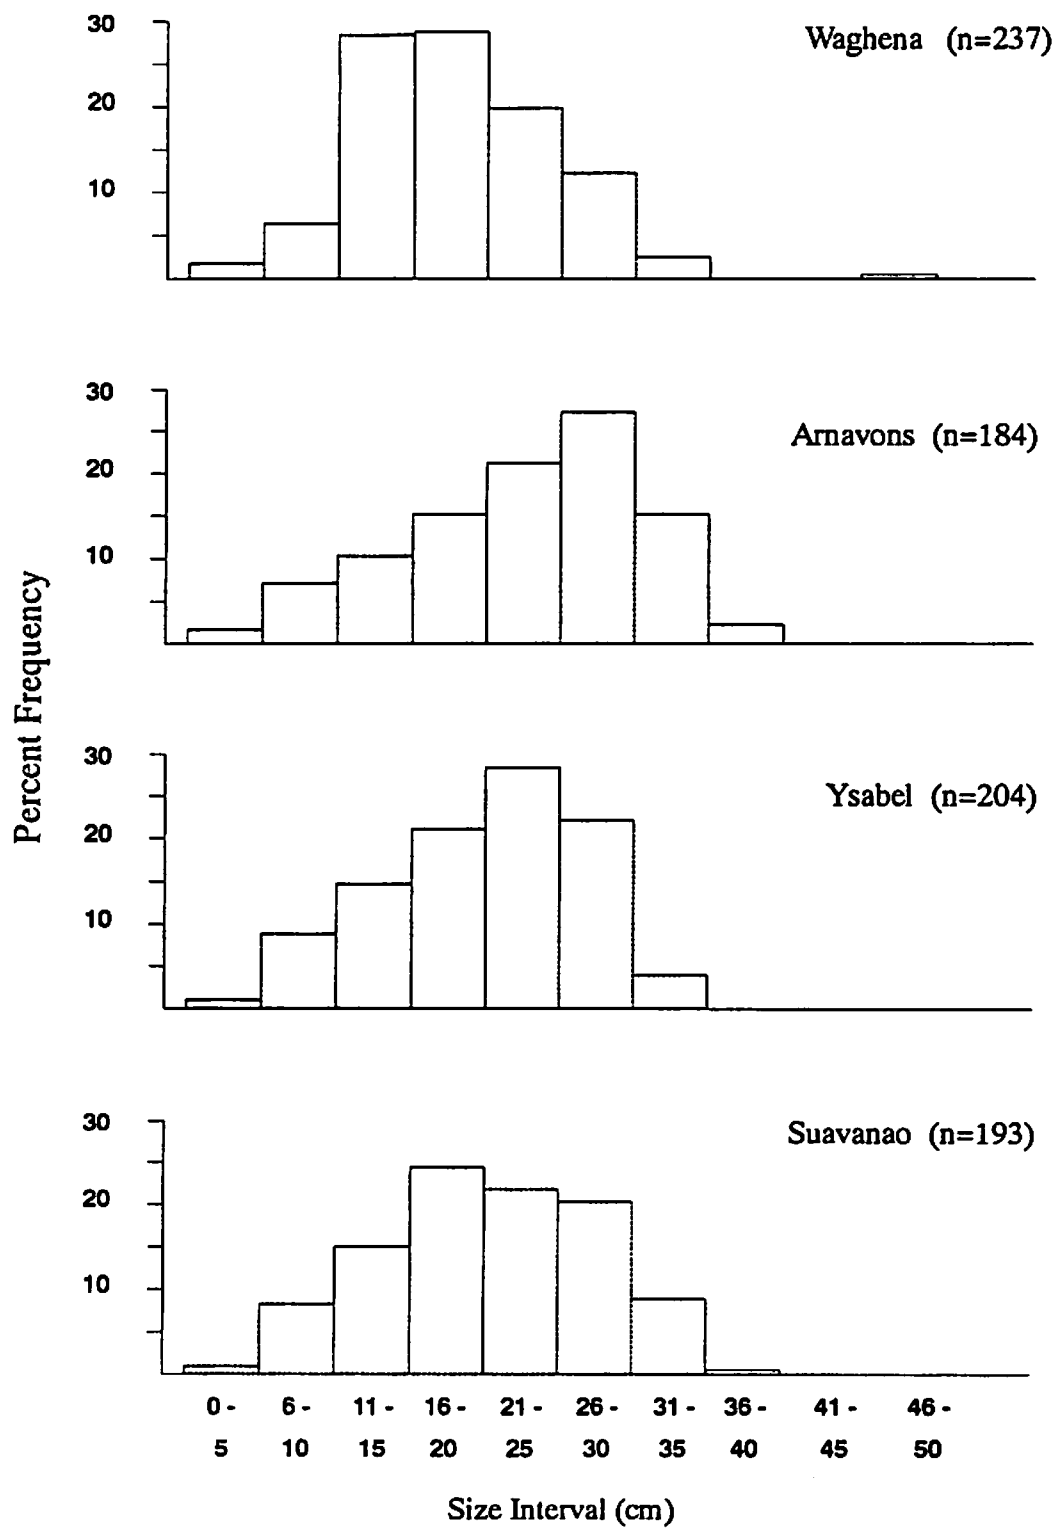 Waghena (n=237)
30
20
10
Arnavons (n=184)
30
20
10
Percent Frequency
Ysabel (n=204)
30
20
10
Suavanao (n=193)
30
20
10
0 - 6 - 11 - 16 - 21 - 26 - 31 - 36 - 41 - 46 -
5 10 15 20 25 30 35 40 45 50
Size Interval (cm)